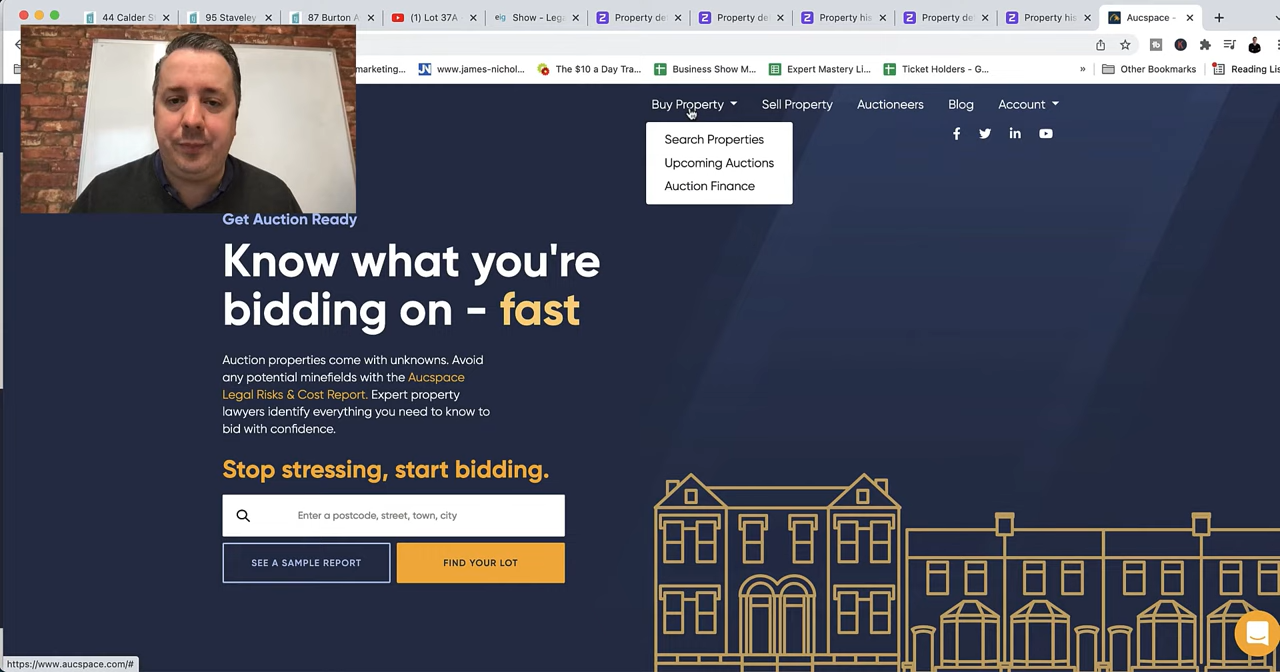 44 Calder S
95 Staveley
87 Burton A
(1) Lot 37A
eig Show - Leg
Property de
Property de
Property his
Property de
Property his
Aucspace -
marketing...
www.james-nichol...
The $10 a Day Tra...
Business Show M...
Expert Mastery Li...
Ticket Holders - G...
»
Other Bookmarks
Reading Lis
Buy Property
Sell Property
Auctioneers
Blog
Account
Search Properties
Upcoming Auctions
Auction Finance
Get Auction Ready
Know what you're
bidding on - fast
Auction properties come with unknowns. Avoid
any potential minefields with the Aucspace
Legal Risks & Cost Report. Expert property
lawyers identify everything you need to know to
bid with confidence.
Stop stressing, start bidding.
Enter a postcode, street, town, city
SEE A SAMPLE REPORT
FIND YOUR LOT
https://www.aucspace.com/#